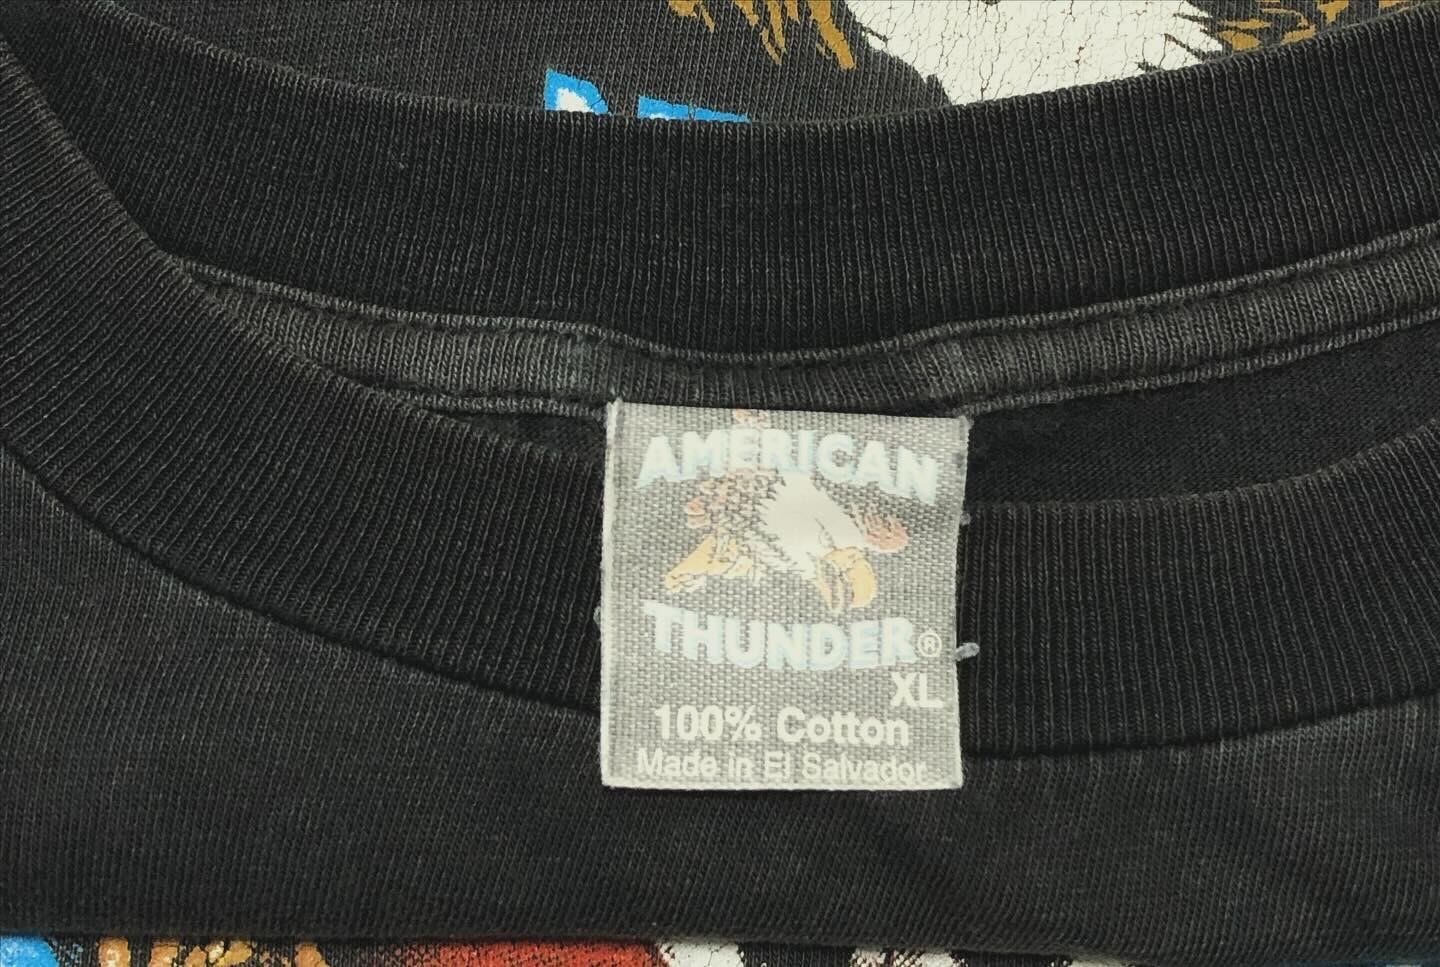 AMERICAN
THUNDER®
XL
100% Cotton
Made in El Salvador